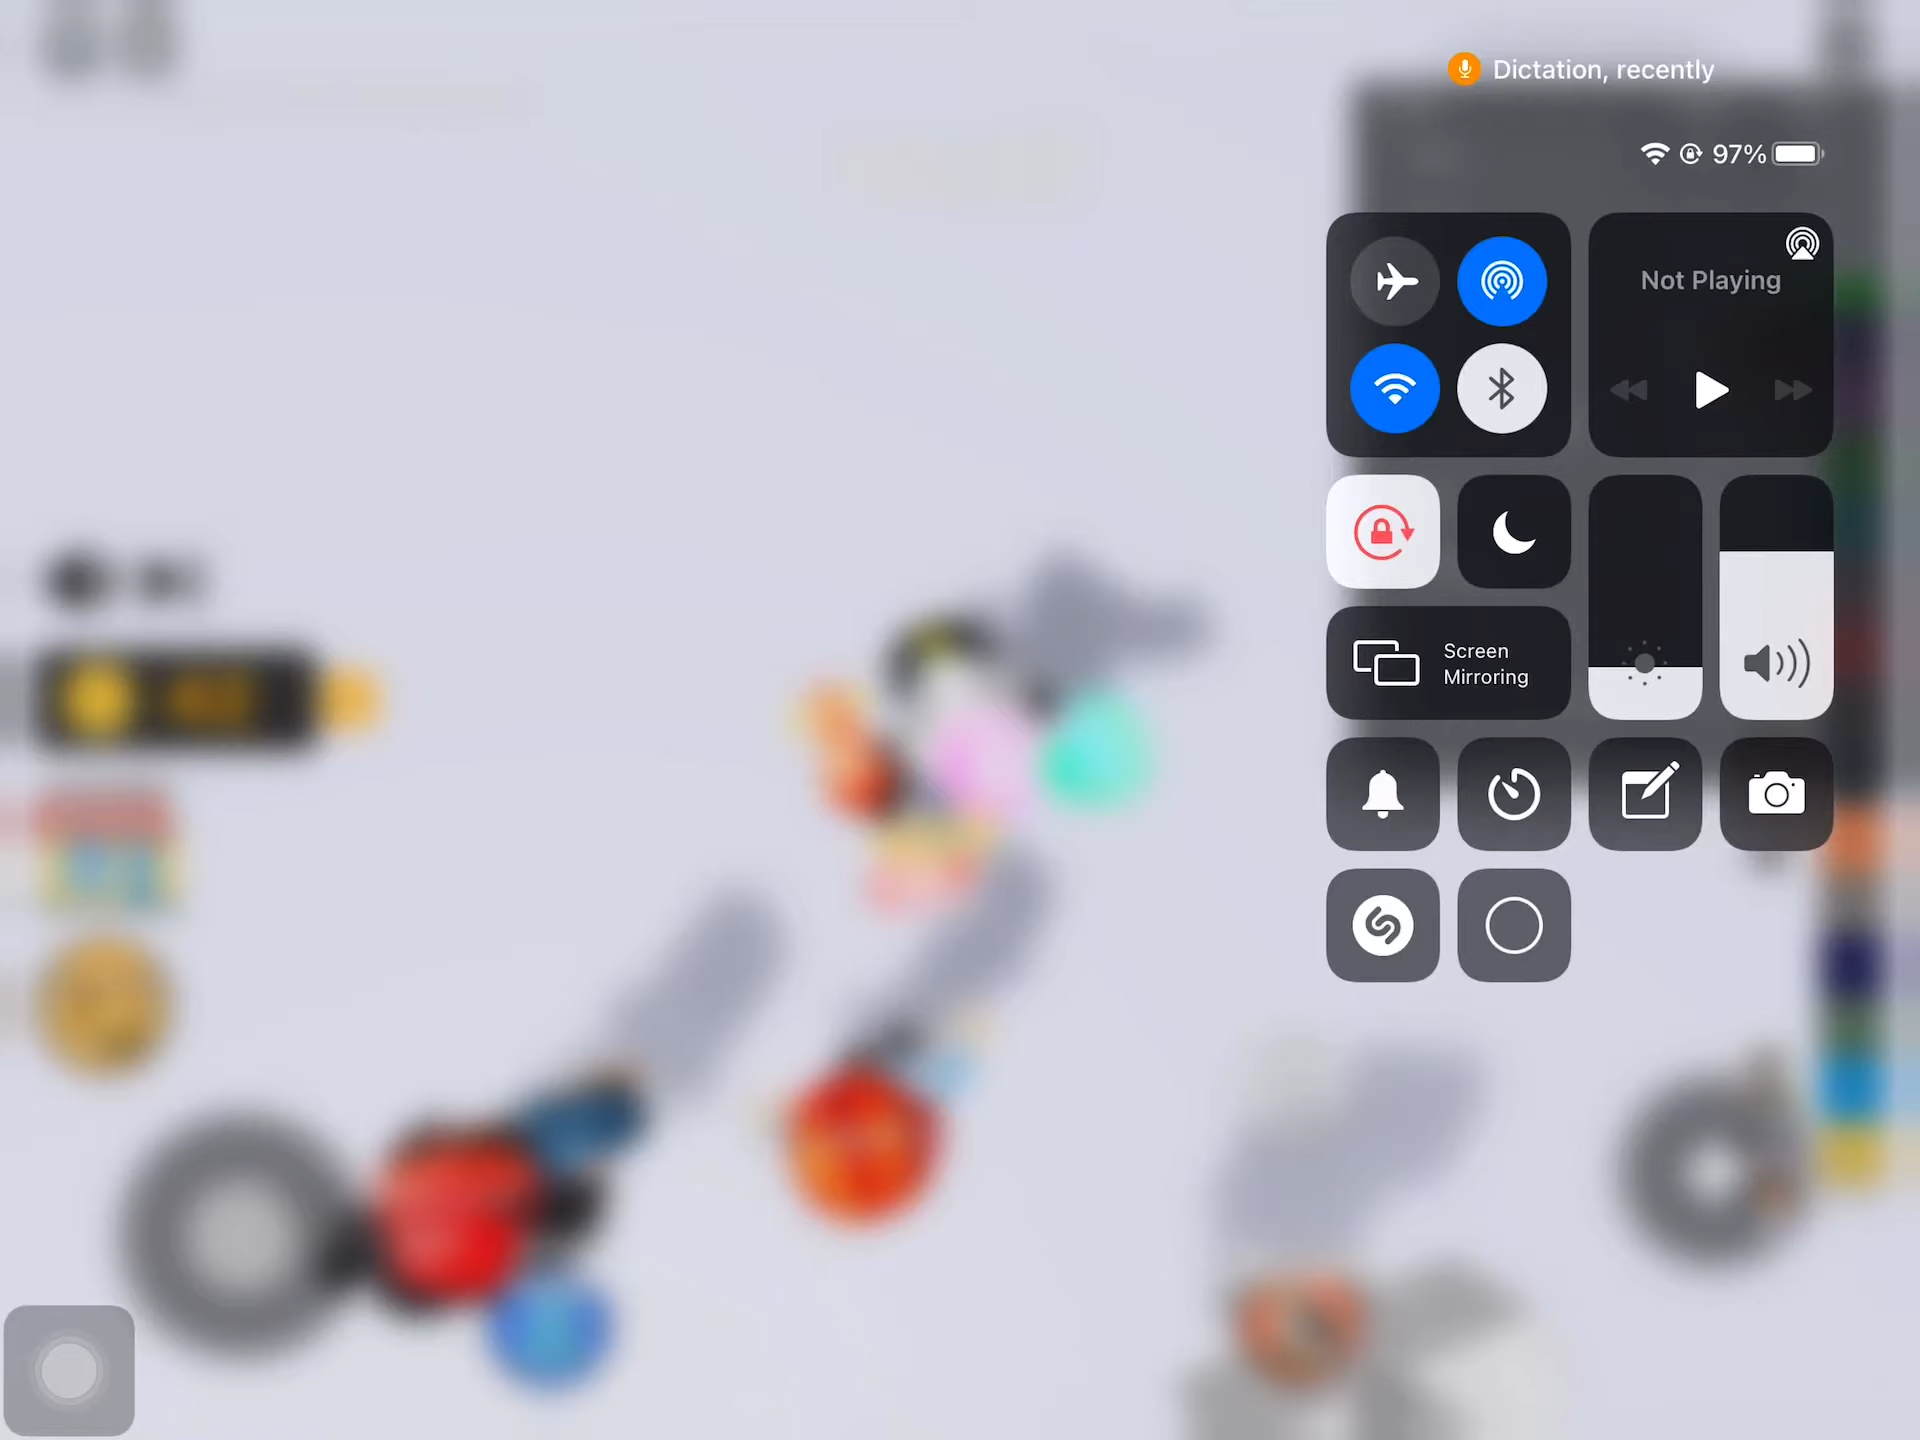 Dictation, recently
97%
Not Playing
Screen
Mirroring